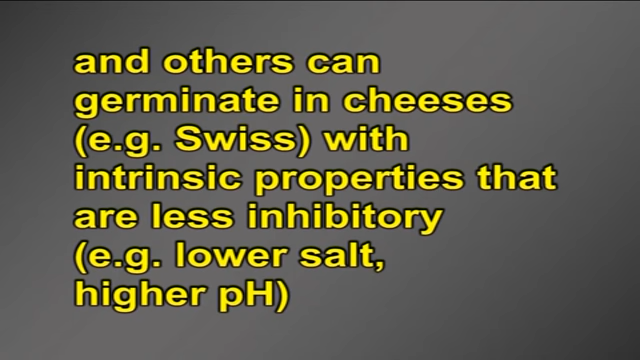 and others can
germinate in cheeses
(e.g. Swiss) with
intrinsic properties that
are less inhibitory
(e.g. lower salt,
higher pH)